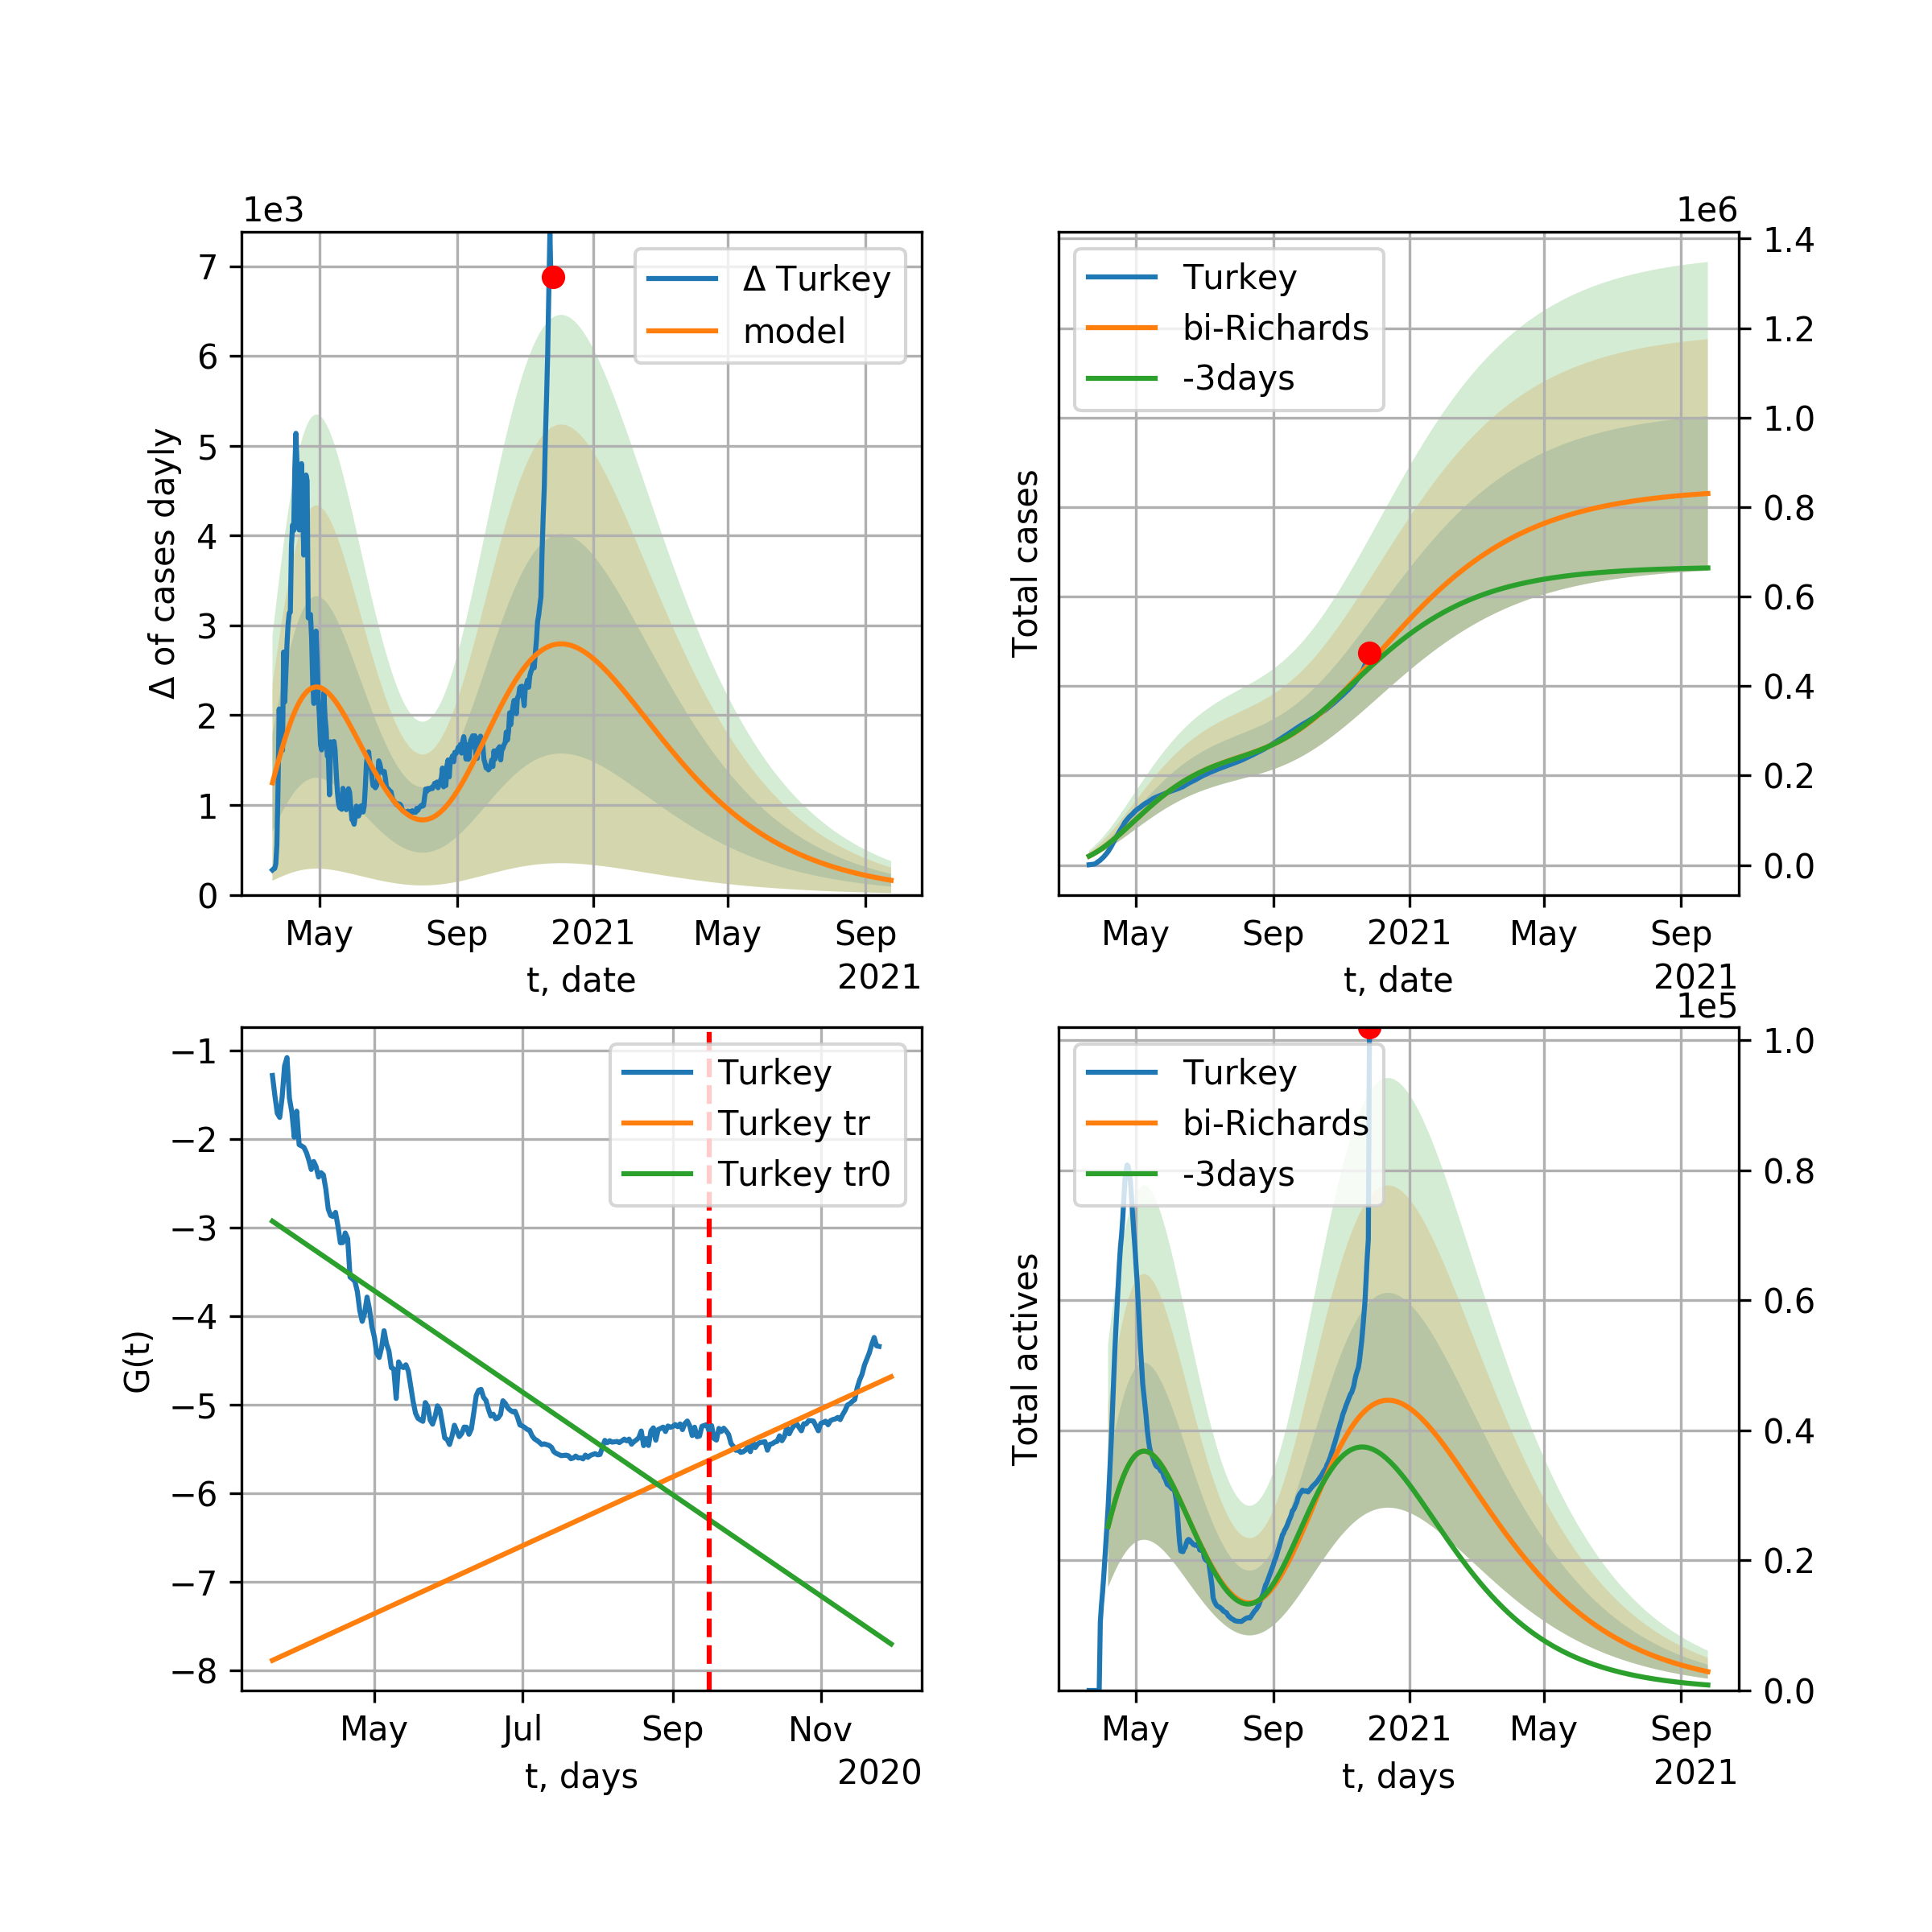 1e3
7
6
5
4
3
2
1
0
Δ of cases dayly
Δ Turkey
model
May Sep 2021 May Sep
t, date
2021
1e6
1.4
1.2
1.0
0.8
0.6
0.4
0.2
0.0
Total cases
Turkey
bi-Richards
-3days
May Sep 2021 May Sep
t, date
2021
−1
−2
−3
−4
−5
−6
−7
−8
G(t)
Turkey
Turkey tr
Turkey tr0
May Jul Sep Nov
t, days
2020
1e5
1.0
0.8
0.6
0.4
0.2
0.0
Total actives
Turkey
bi-Richards
-3days
May Sep 2021 May Sep
t, days
2021